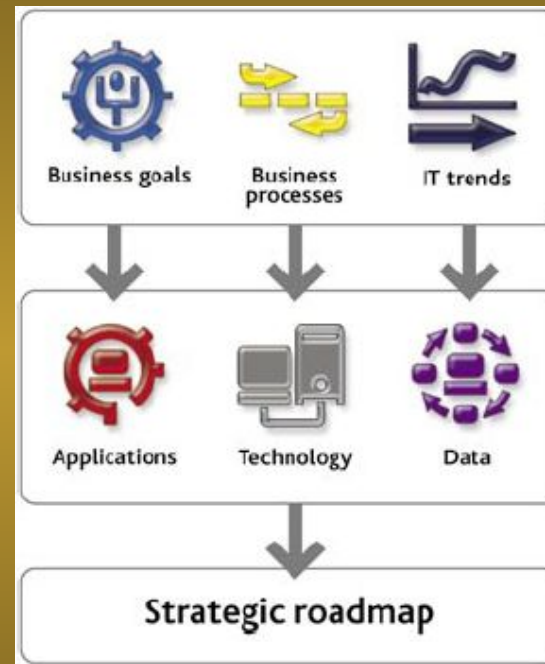 Business goals
Business
processes
IT trends
Applications
Technology
Data
Strategic roadmap